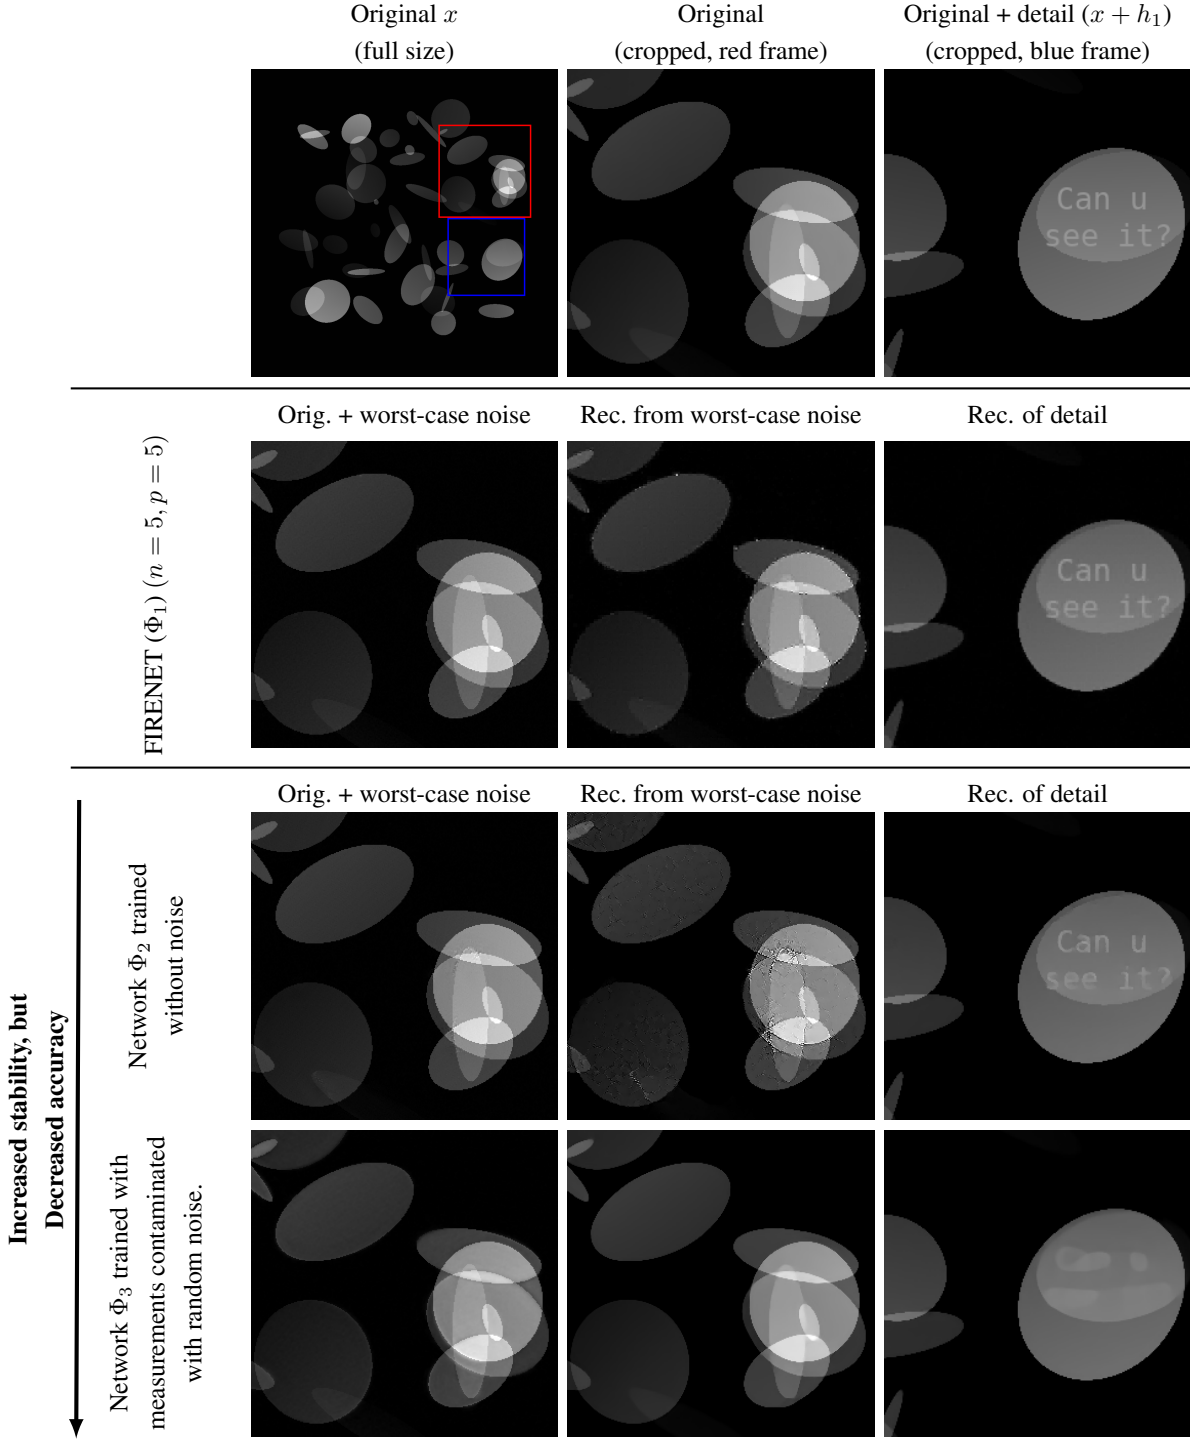 Original x
(full size)
Original
(cropped, red frame)
Original + detail (x + h₁)
(cropped, blue frame)
Can u
see it?
FIRENET (Φ₁) (n = 5, p = 5)
Orig. + worst-case noise
Rec. from worst-case noise
Rec. of detail
Can u
see it?
Increased stability, but
Decreased accuracy
Network Φ₂ trained
without noise
Orig. + worst-case noise
Rec. from worst-case noise
Rec. of detail
Can u
see it?
Network Φ₃ trained with
measurements contaminated
with random noise.